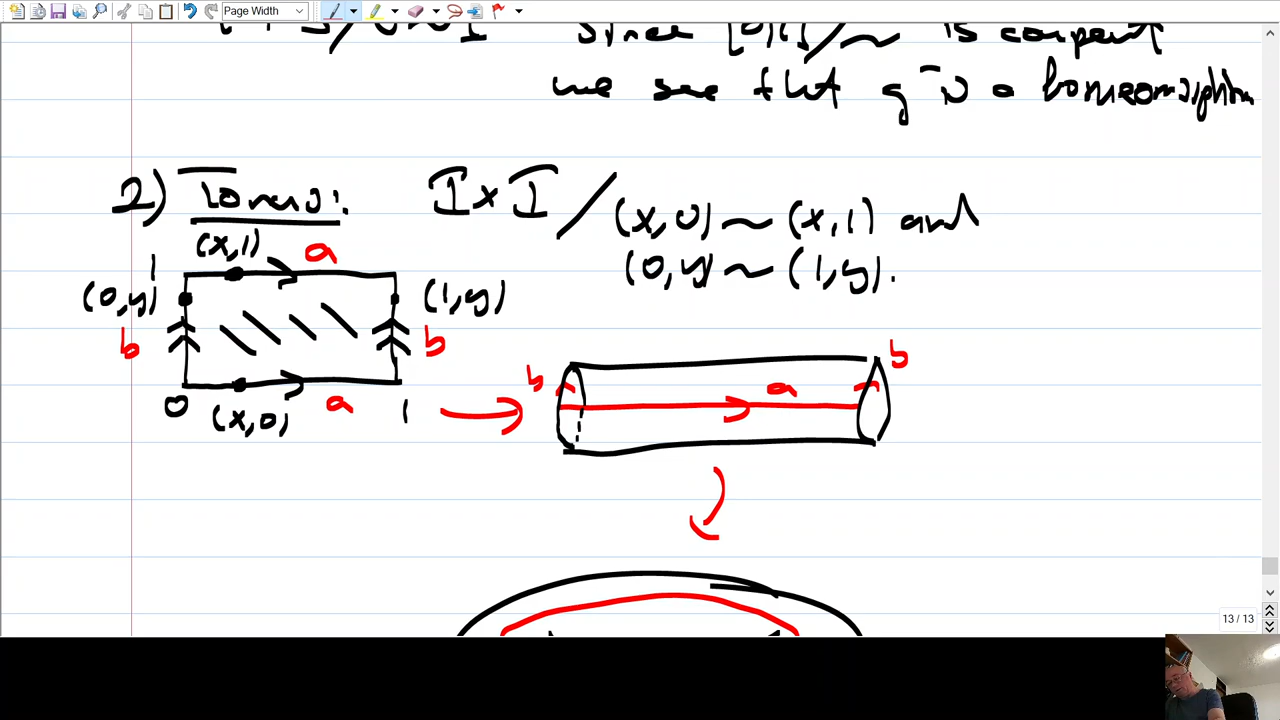 Page Width
Since [0,1]/~ is compact
we see that g is a homeomorphism
2) Torus: I×I / (x,0) ~ (x,1) and
(0,y) ~ (1,y).
(x,1) a
1
(0,y) (1,y)
b b
0 (x,0) a 1
b a b
13 / 13